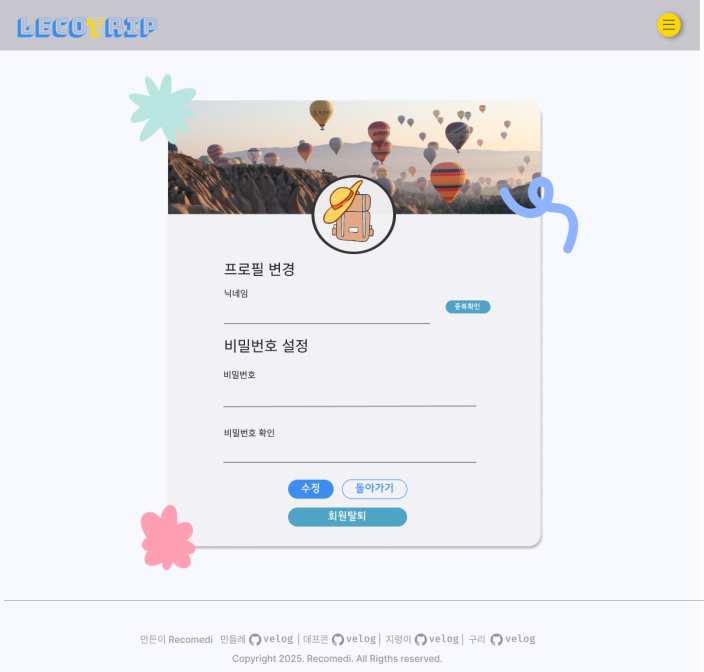 LECOTRIP
프로필 변경
닉네임
중복확인
비밀번호 설정
비밀번호
비밀번호 확인
수정 돌아가기
회원탈퇴
만든이 Recomedi 민들레 velog | 데프콘 velog | 지렁이 velog | 구리 velog
Copyright 2025. Recomedi. All Rigths reserved.